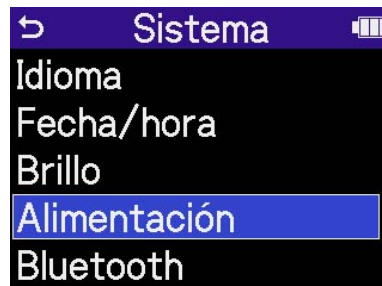 Sistema
Idioma
Fecha/hora
Brillo
Alimentación
Bluetooth